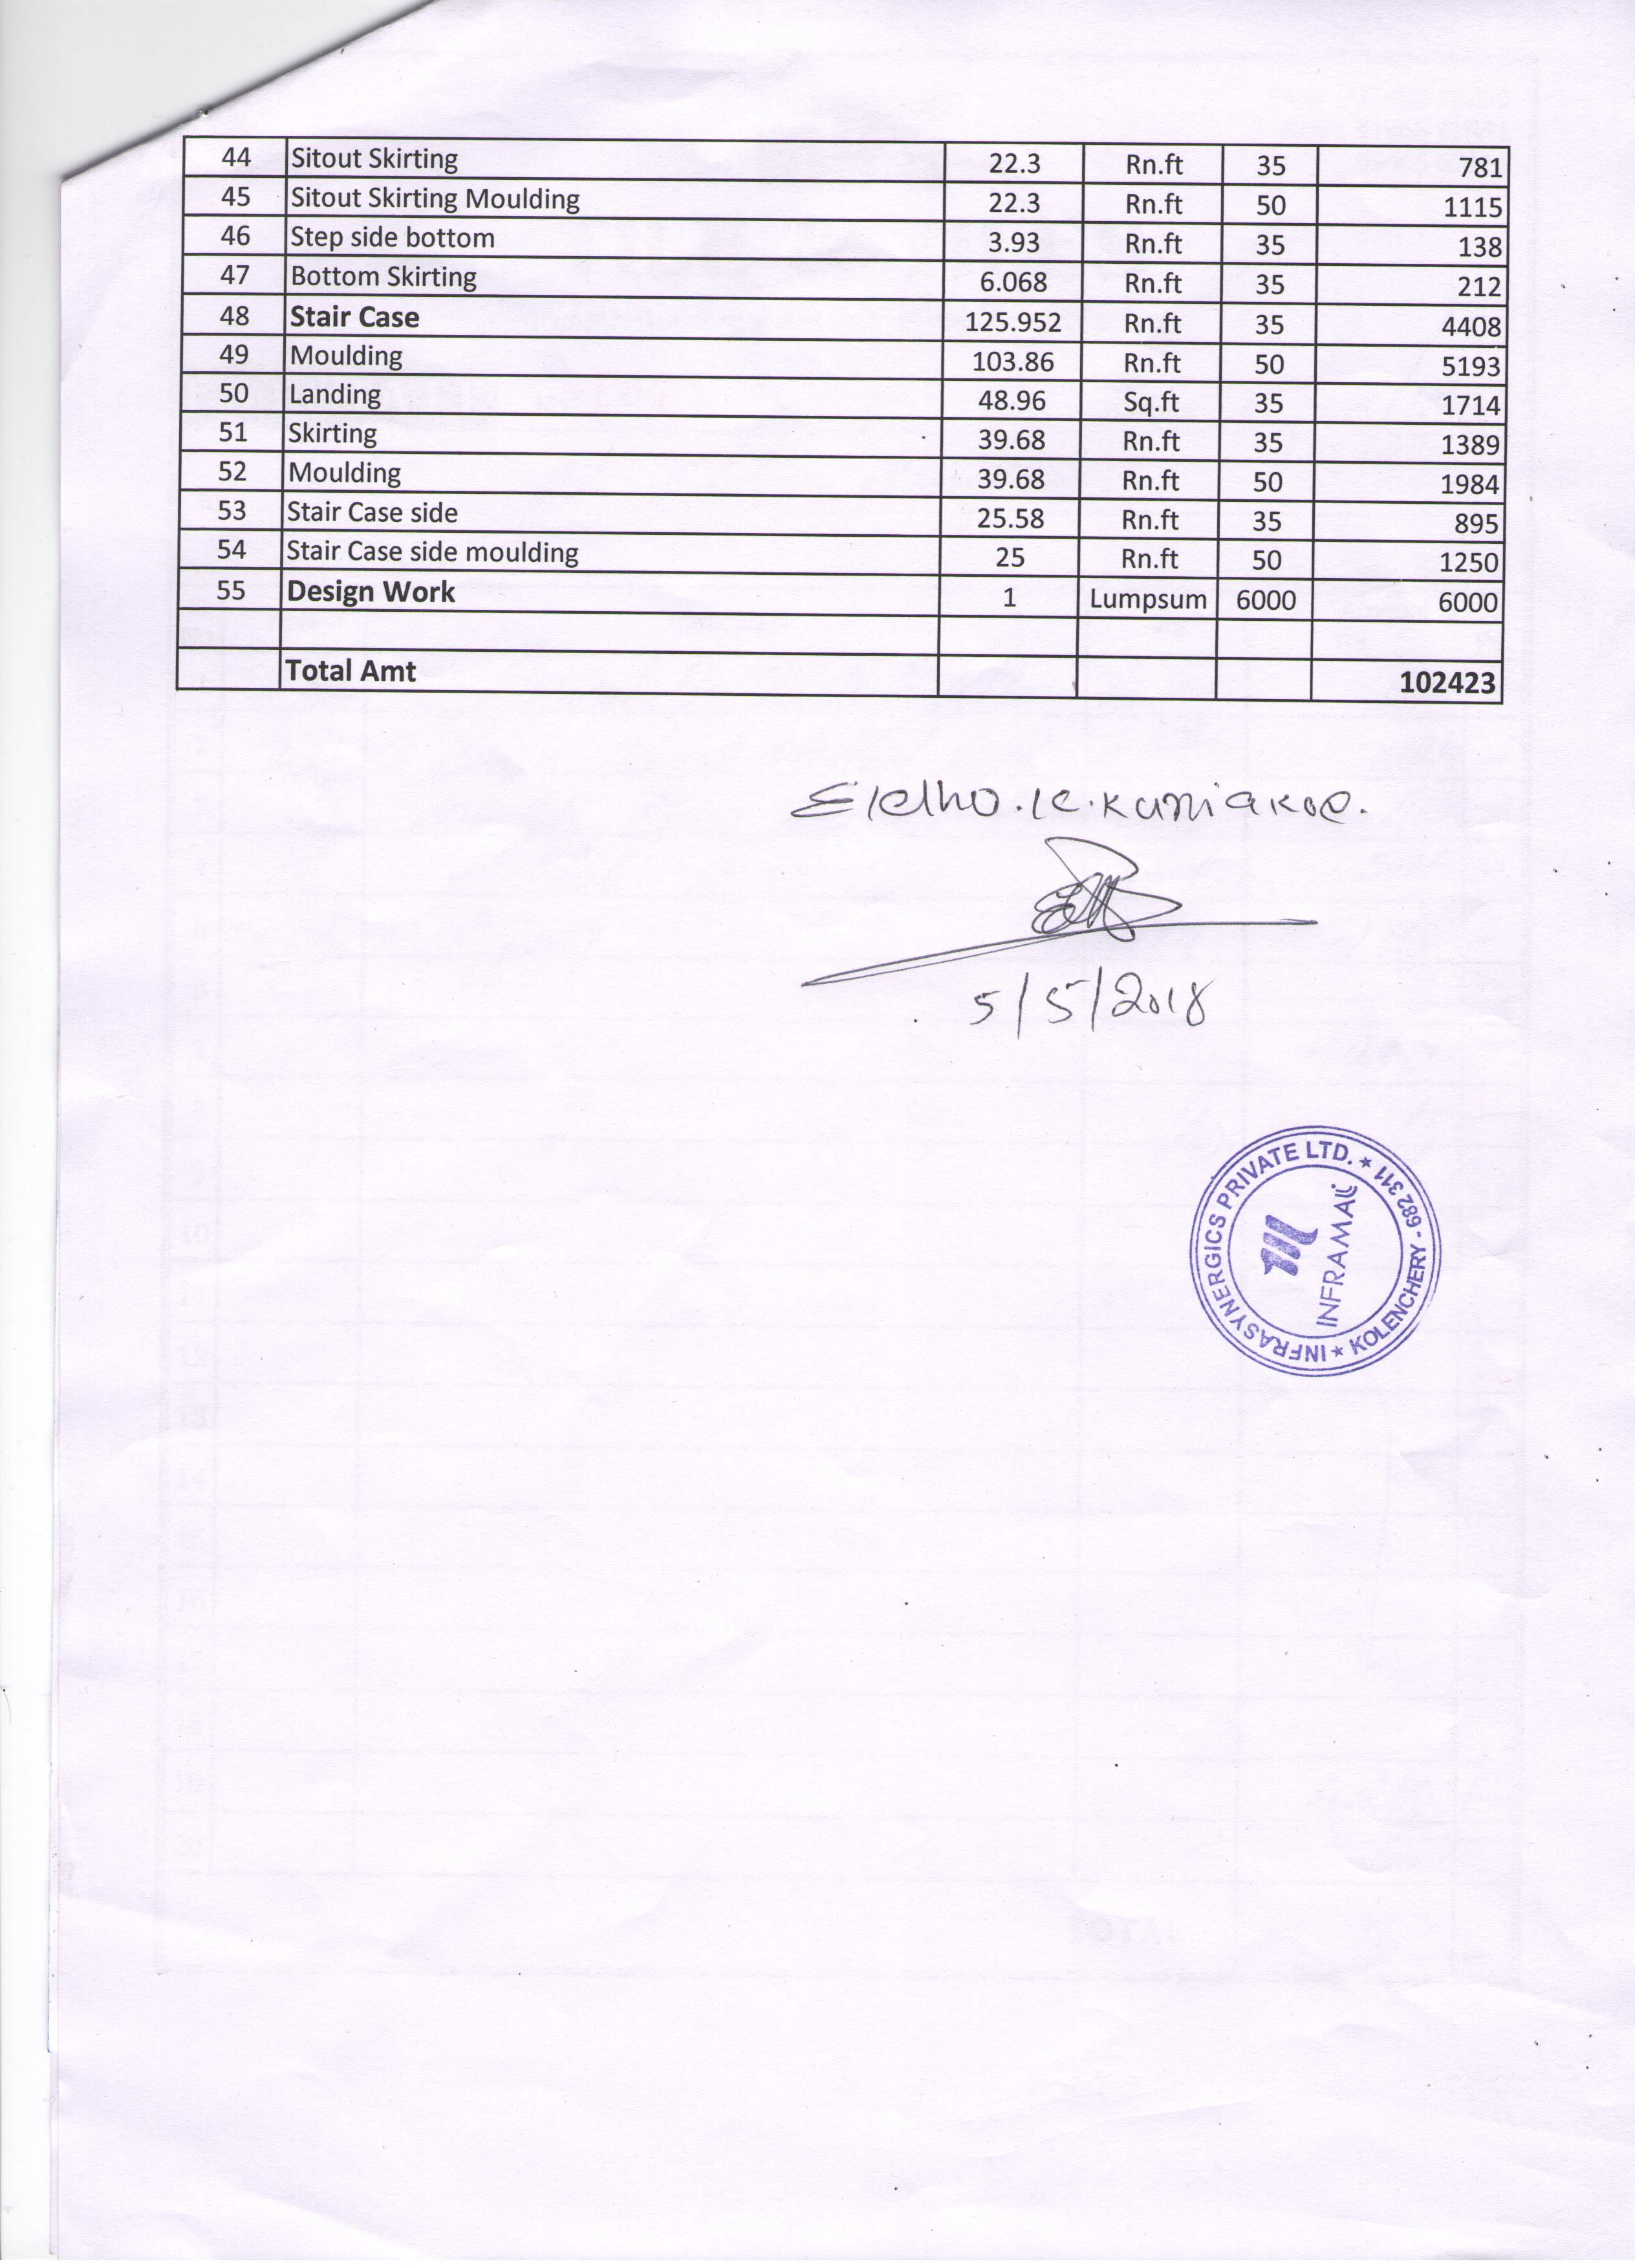 44 Sitout Skirting 22.3 Rn.ft 35 781
45 Sitout Skirting Moulding 22.3 Rn.ft 50 1115
46 Step side bottom 3.93 Rn.ft 35 138
47 Bottom Skirting 6.068 Rn.ft 35 212
48 Stair Case 125.952 Rn.ft 35 4408
49 Moulding 103.86 Rn.ft 50 5193
50 Landing 48.96 Sq.ft 35 1714
51 Skirting 39.68 Rn.ft 35 1389
52 Moulding 39.68 Rn.ft 50 1984
53 Stair Case side 25.58 Rn.ft 35 895
54 Stair Case side moulding 25 Rn.ft 50 1250
55 Design Work 1 Lumpsum 6000 6000
Total Amt 102423
Eldho.K.Kuriakose.
5/5/2018
INFRASYNERGICS PRIVATE LTD. ★ KOLENCHERY - 682 311 ★
INFRAMALL